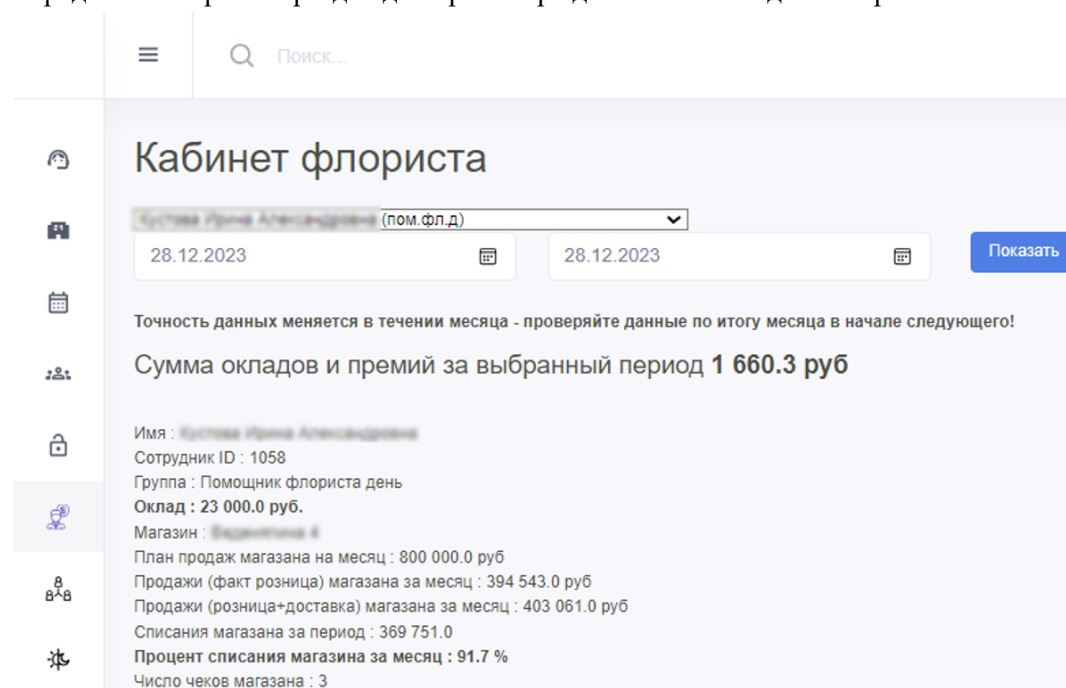 Поиск...
Кабинет флориста
(пом.фл.д)
28.12.2023 28.12.2023 Показать
Точность данных меняется в течении месяца - проверяйте данные по итогу месяца в начале следующего!
Сумма окладов и премий за выбранный период 1 660.3 руб
Имя :
Сотрудник ID : 1058
Группа : Помощник флориста день
Оклад : 23 000.0 руб.
Магазин :
План продаж магазана на месяц : 800 000.0 руб
Продажи (факт розница) магазана за месяц : 394 543.0 руб
Продажи (розница+доставка) магазана за месяц : 403 061.0 руб
Списания магазана за период : 369 751.0
Процент списания магазина за месяц : 91.7 %
Число чеков магазана : 3